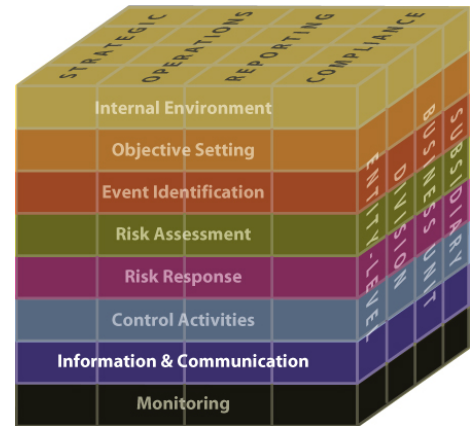 STRATEGIC
OPERATIONS
REPORTING
COMPLIANCE
Internal Environment
Objective Setting
Event Identification
Risk Assessment
Risk Response
Control Activities
Information & Communication
Monitoring
ENTITY-LEVEL
DIVISION
BUSINESS UNIT
SUBSIDIARY